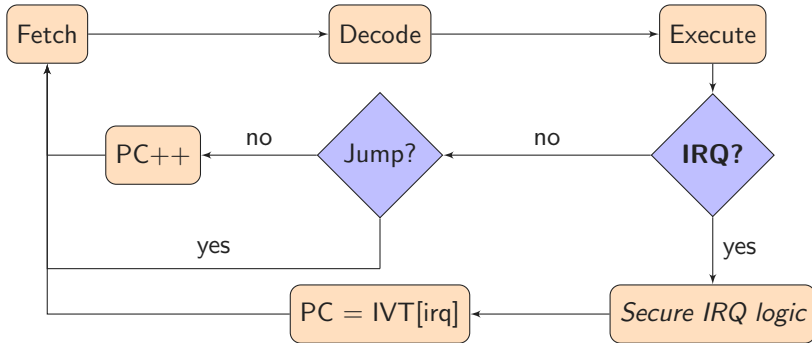 Fetch
Decode
Execute
PC++
no
Jump?
no
IRQ?
yes
yes
PC = IVT[irq]
Secure IRQ logic